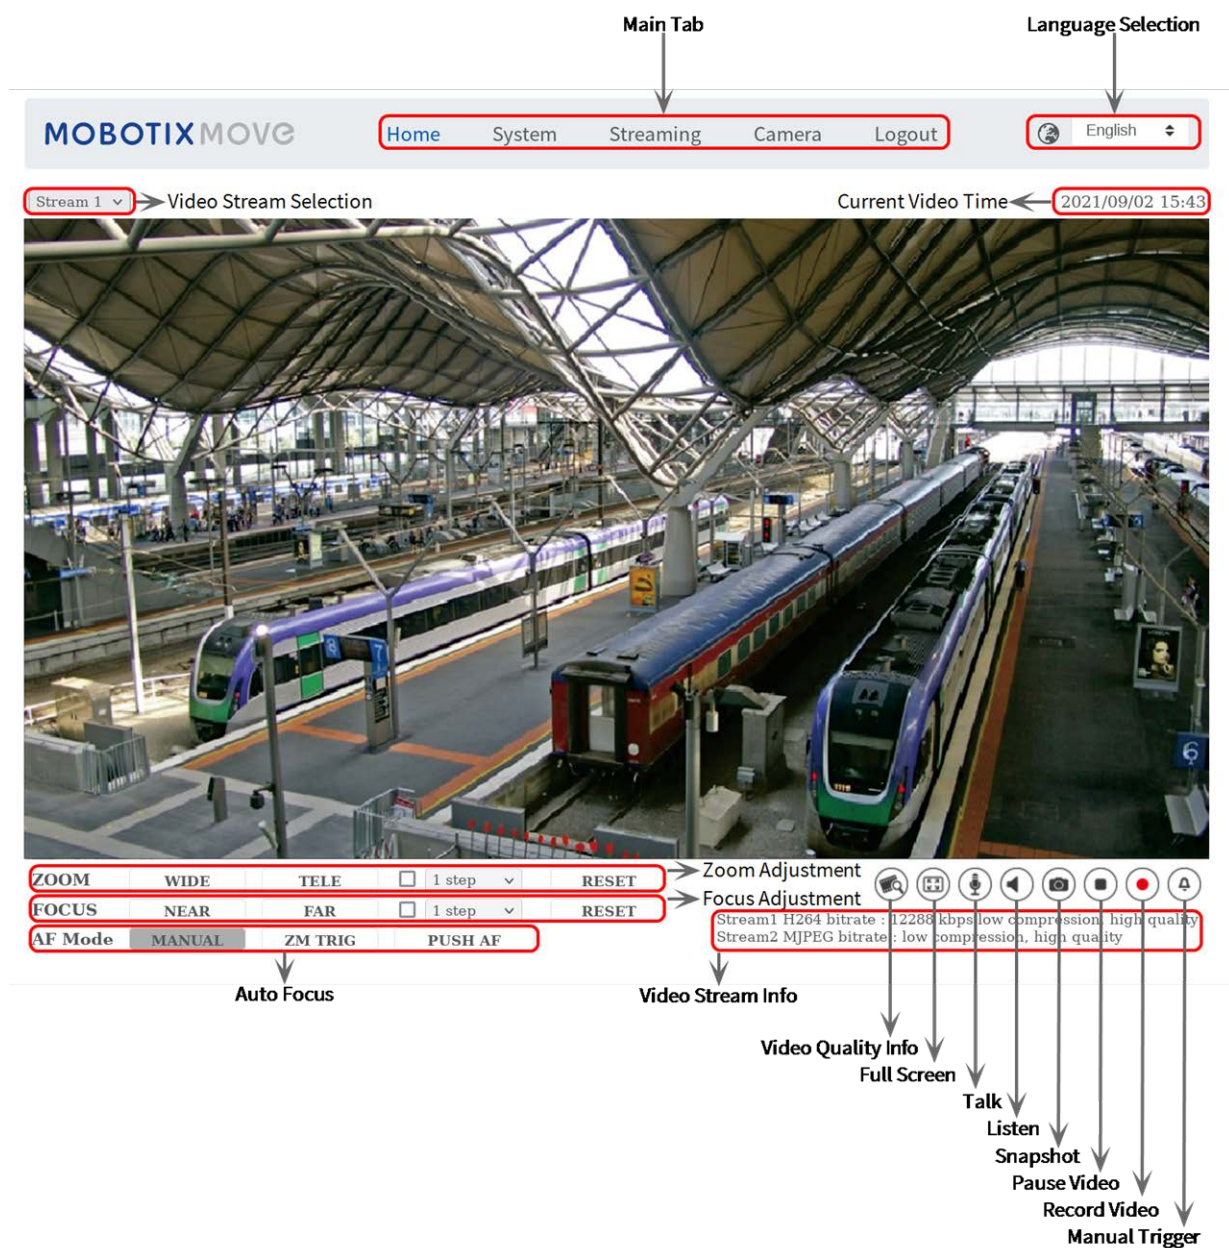 Main Tab
Language Selection
MOBOTIXMOVE
Home System Streaming Camera Logout
English
Stream 1
Video Stream Selection
Current Video Time
2021/09/02 15:43
6
ZOOM WIDE TELE 1 step RESET
Zoom Adjustment
FOCUS NEAR FAR 1 step RESET
Focus Adjustment
AF Mode MANUAL ZM TRIG PUSH AF
Stream1 H264 bitrate : 12288 kbps low compression, high quality
Stream2 MJPEG bitrate : low compression, high quality
Auto Focus
Video Stream Info
Video Quality Info
Full Screen
Talk
Listen
Snapshot
Pause Video
Record Video
Manual Trigger